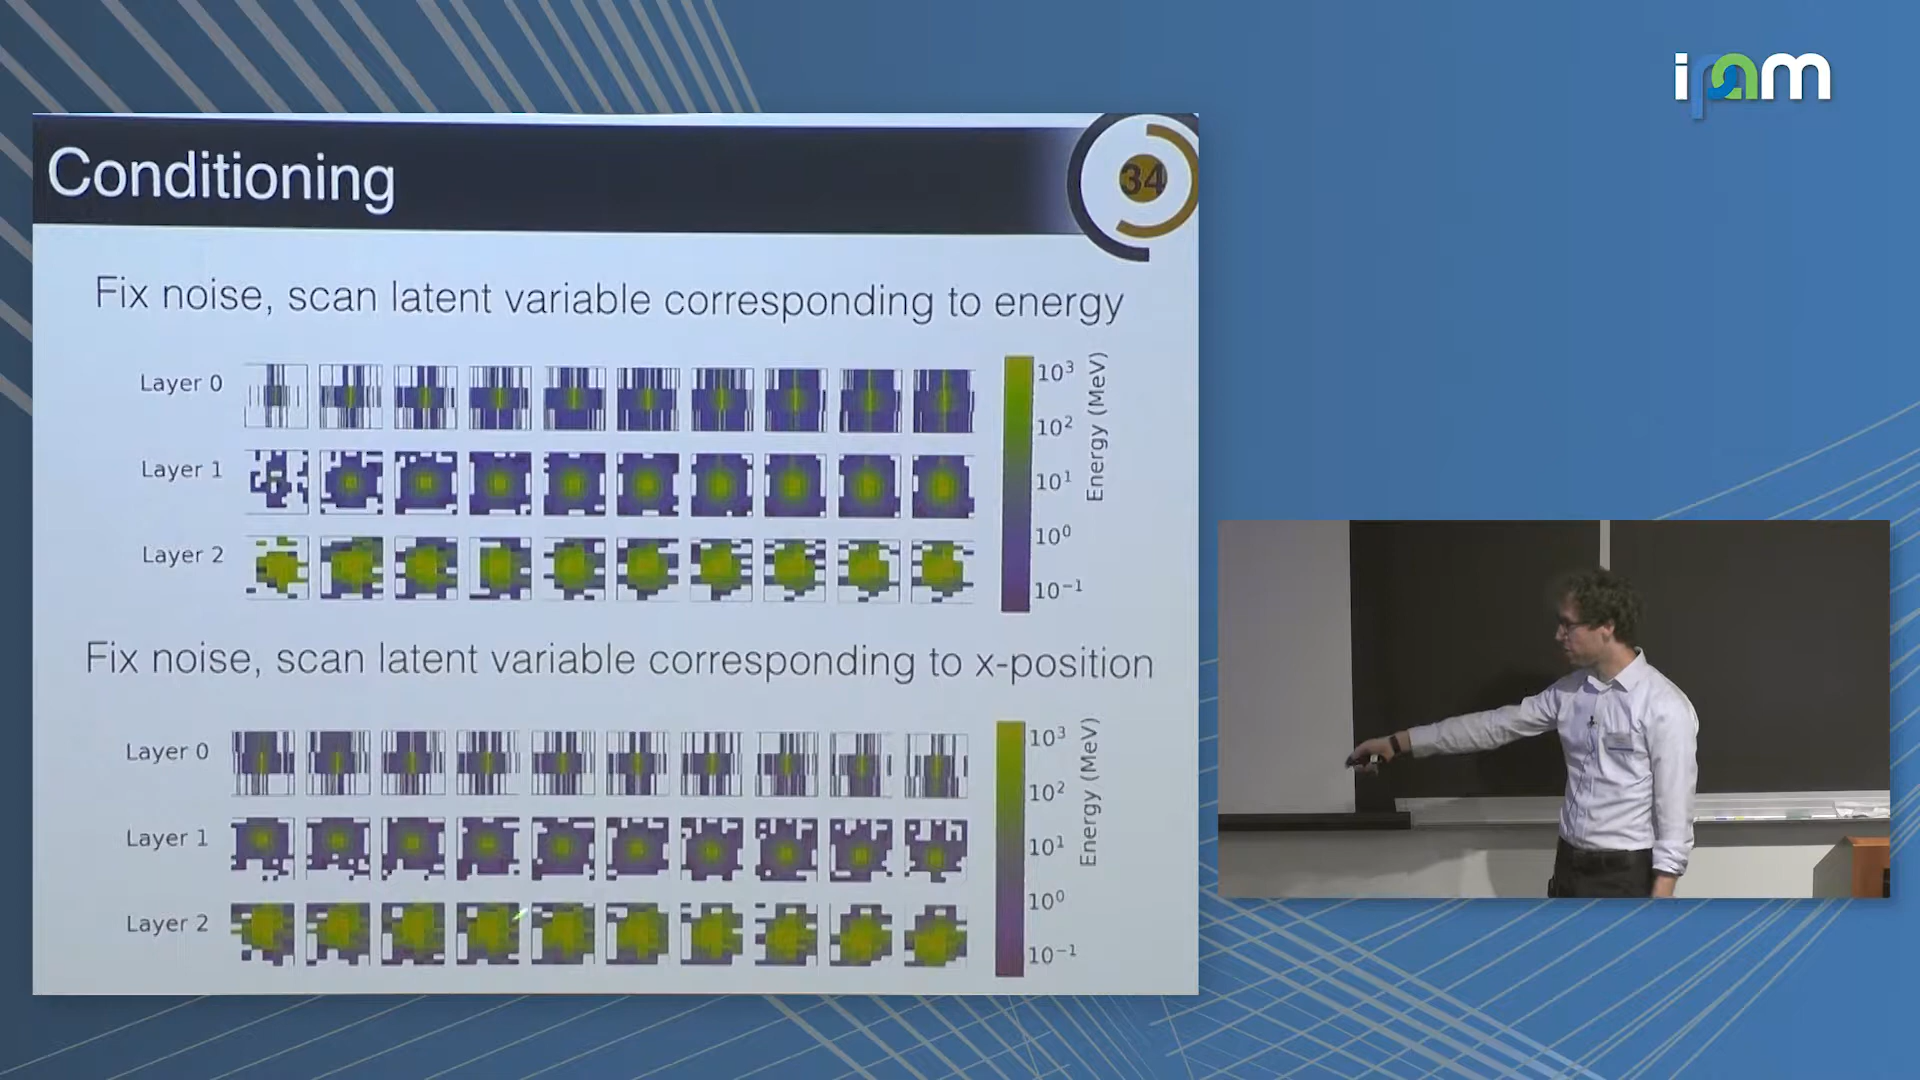 ipam
Conditioning
34
Fix noise, scan latent variable corresponding to energy
Layer 0
Layer 1
Layer 2
10³
10²
10¹
10⁰
10⁻¹
Energy (MeV)
Fix noise, scan latent variable corresponding to x-position
Layer 0
Layer 1
Layer 2
10³
10²
10¹
10⁰
10⁻¹
Energy (MeV)